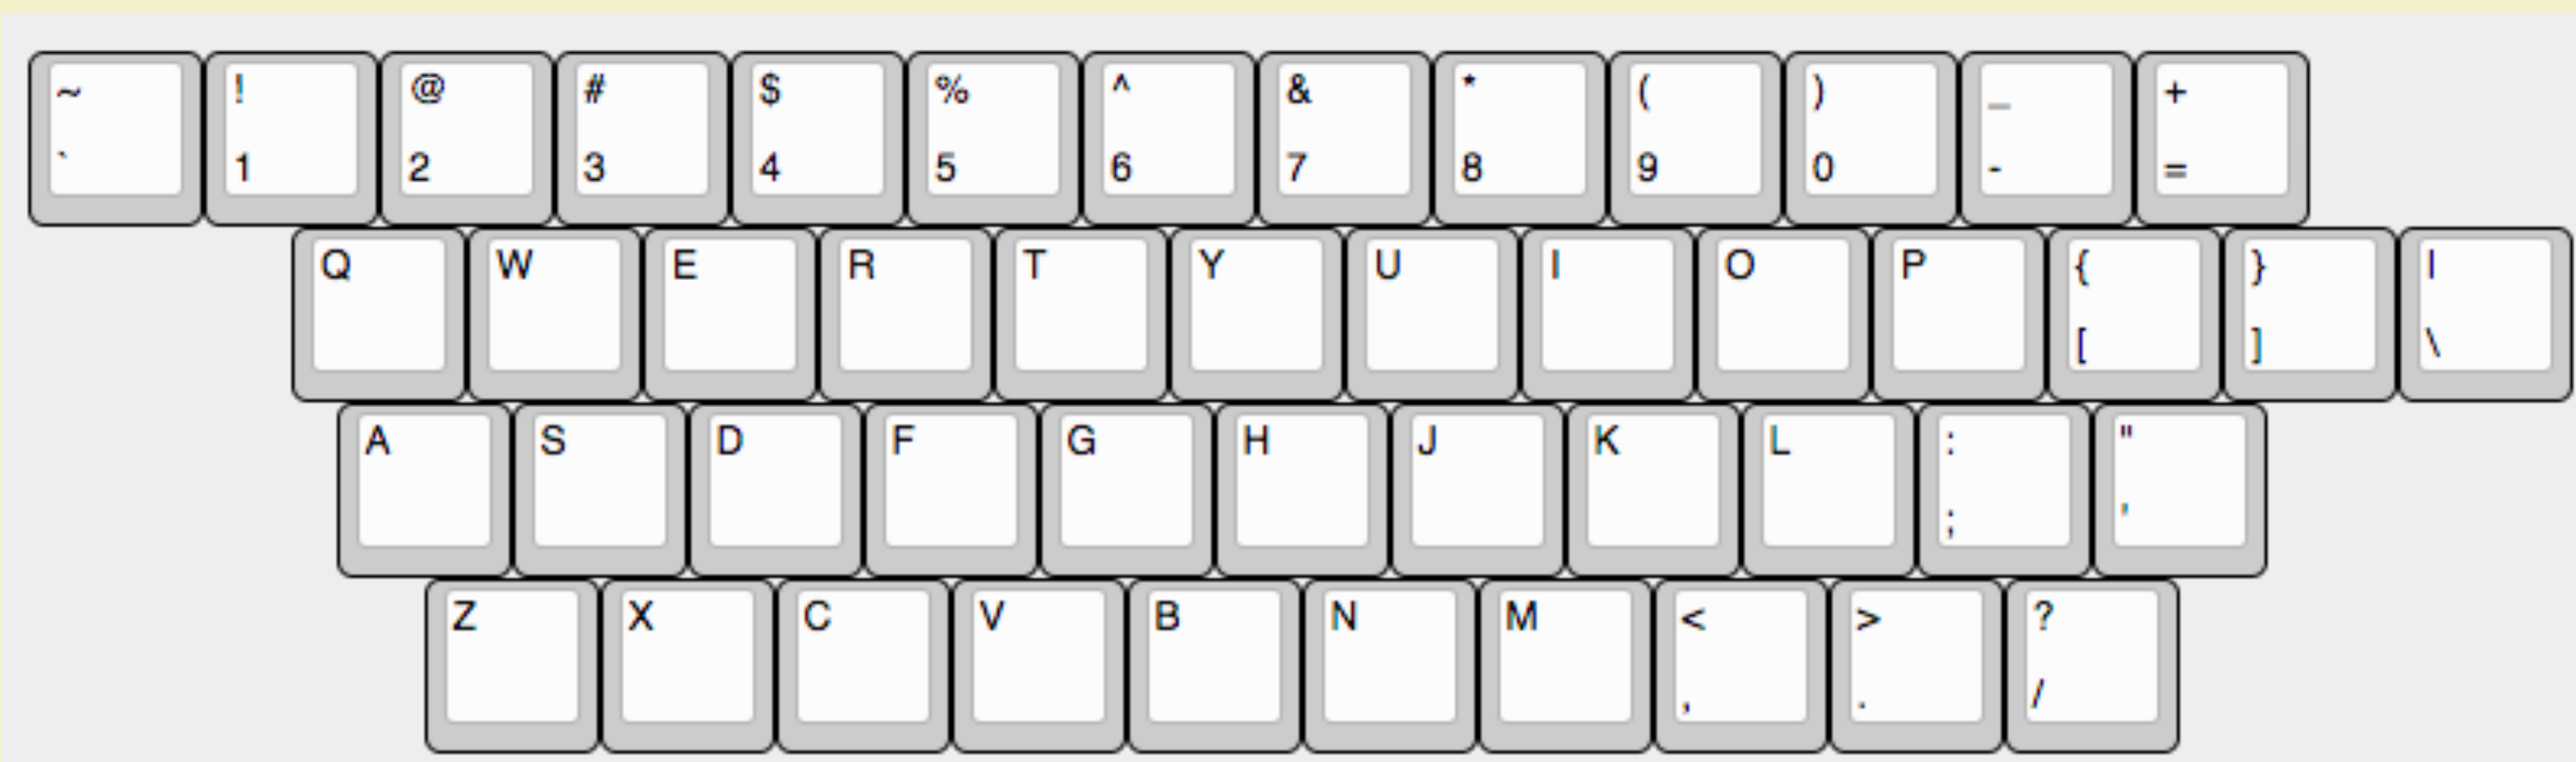 ~ ! @ # $ % ^ & * ( ) _ +
` 1 2 3 4 5 6 7 8 9 0 - =
Q W E R T Y U I O P { } |
[ ] \
A S D F G H J K L : "
; '
Z X C V B N M < > ?
, . /